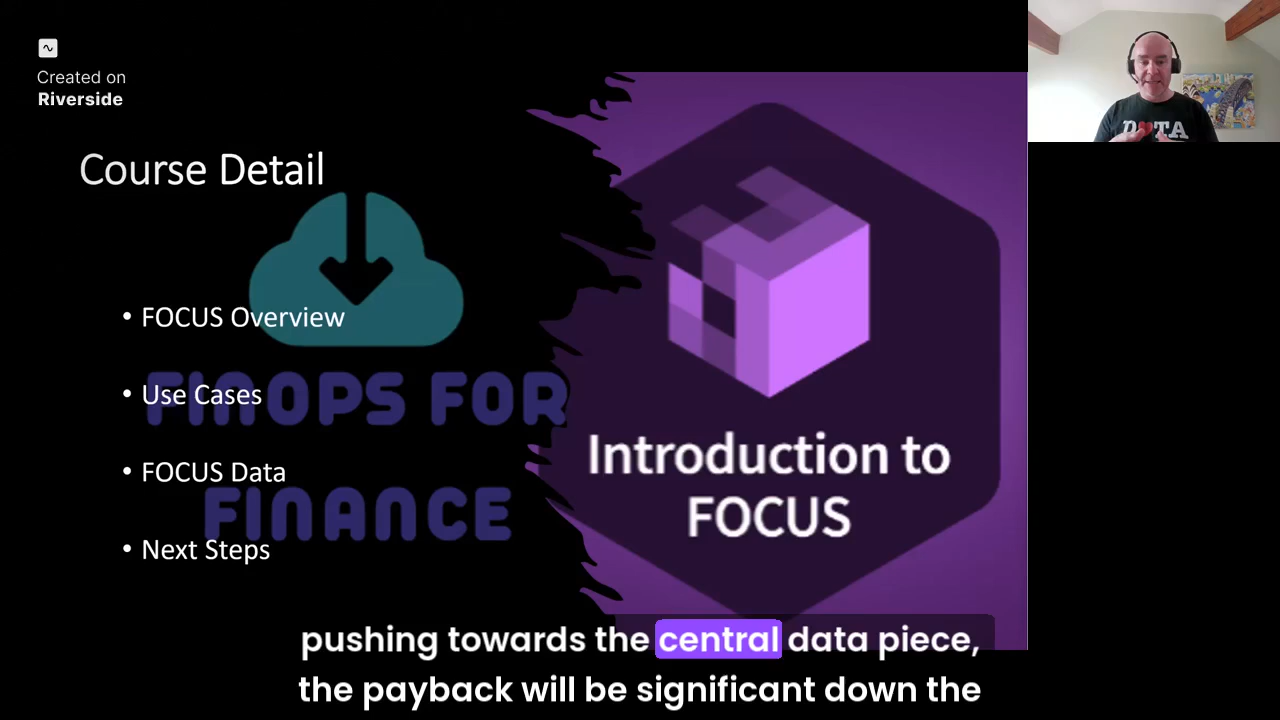 Created on
Riverside
Course Detail
• FOCUS Overview
• Use Cases
FINOPS FOR
• FOCUS Data
FINANCE
• Next Steps
Introduction to
FOCUS
DATA
pushing towards the central data piece,
the payback will be significant down the